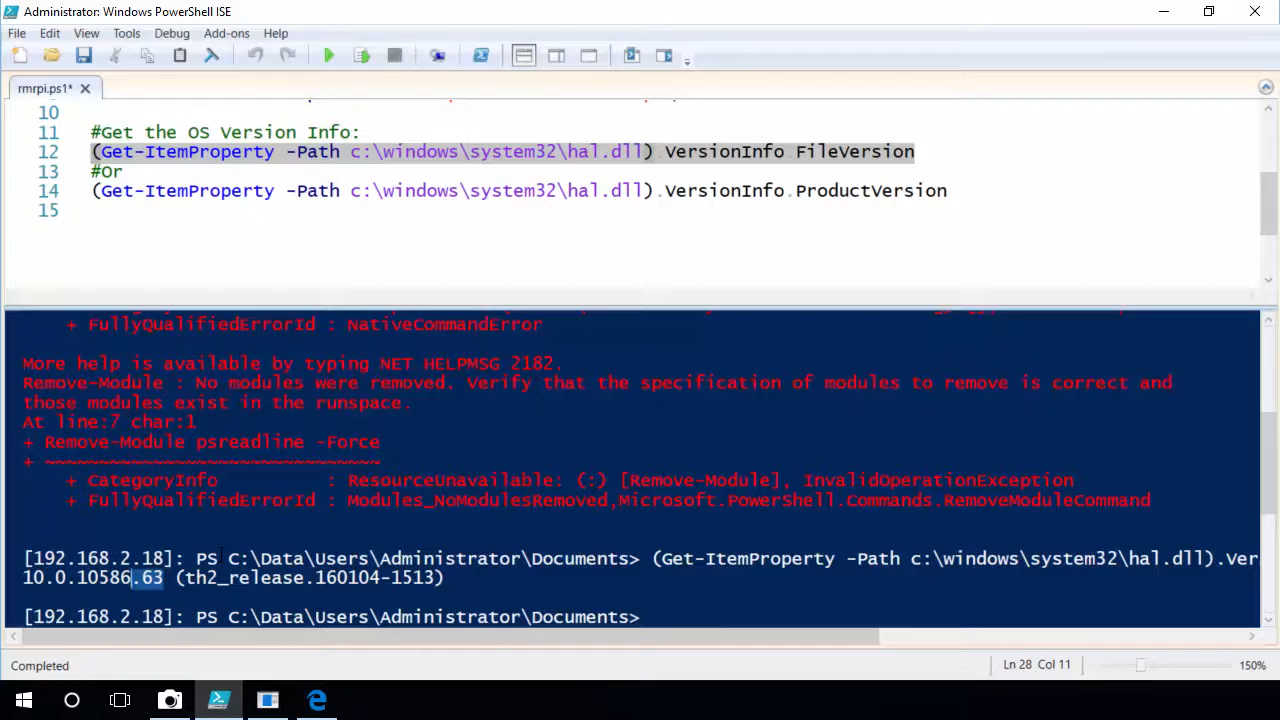 Administrator: Windows PowerShell ISE
File Edit View Tools Debug Add-ons Help
rmrpi.ps1* X
10
11 #Get the OS Version Info:
12 (Get-ItemProperty -Path c:\windows\system32\hal.dll).VersionInfo.FileVersion
13 #Or
14 (Get-ItemProperty -Path c:\windows\system32\hal.dll).VersionInfo.ProductVersion
15
+ FullyQualifiedErrorId : NativeCommandError
More help is available by typing NET HELPMSG 2182.
Remove-Module : No modules were removed. Verify that the specification of modules to remove is correct and
those modules exist in the runspace.
At line:7 char:1
+ Remove-Module psreadline -Force
+ ~~~~~~~~~~~~~~~~~~~~~~~~~~~~~~~
+ CategoryInfo : ResourceUnavailable: (:) [Remove-Module], InvalidOperationException
+ FullyQualifiedErrorId : Modules_NoModulesRemoved,Microsoft.PowerShell.Commands.RemoveModuleCommand
[192.168.2.18]: PS C:\Data\Users\Administrator\Documents> (Get-ItemProperty -Path c:\windows\system32\hal.dll).Ver
10.0.10586.63 (th2_release.160104-1513)
[192.168.2.18]: PS C:\Data\Users\Administrator\Documents>
Completed
Ln 28 Col 11
150%